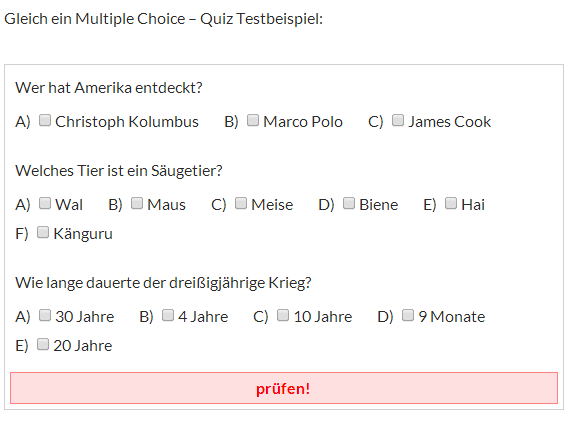 Gleich ein Multiple Choice – Quiz Testbeispiel:
Wer hat Amerika entdeckt?
A) Christoph Kolumbus B) Marco Polo C) James Cook
Welches Tier ist ein Säugetier?
A) Wal B) Maus C) Meise D) Biene E) Hai
F) Känguru
Wie lange dauerte der dreißigjährige Krieg?
A) 30 Jahre B) 4 Jahre C) 10 Jahre D) 9 Monate
E) 20 Jahre
prüfen!